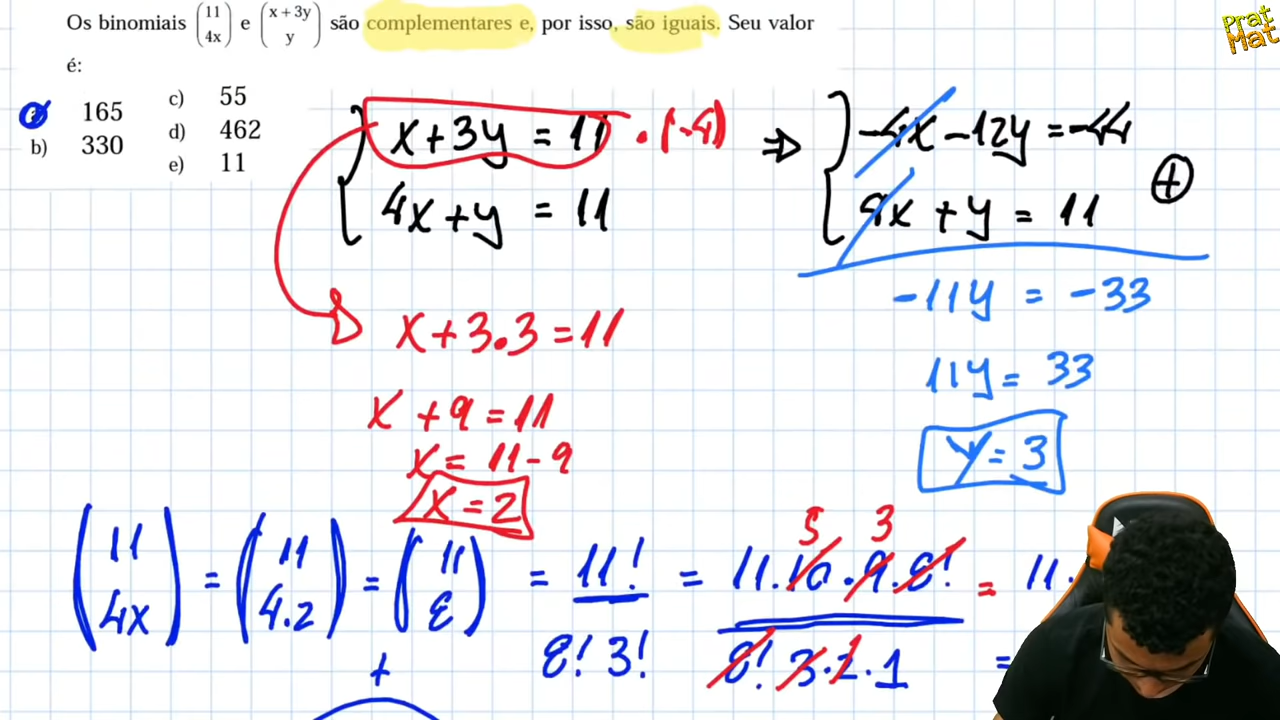 Os binomiais (11 4x) e (x + 3y y) são complementares e, por isso, são iguais. Seu valor
é:
165
b) 330
c) 55
d) 462
e) 11
Prat
Mat
x + 3y = 11 . (-4)
4x + y = 11
⇒
-4x - 12y = -44
4x + y = 11
+
-11y = -33
11y = 33
y = 3
x + 3.3 = 11
x + 9 = 11
x = 11 - 9
x = 2
(11 4x) = (11 4.2) = (11 8) = 11! / 8! 3! = 11.10.9.8! / 8! 3.2.1 = 11.
5 3
+
=